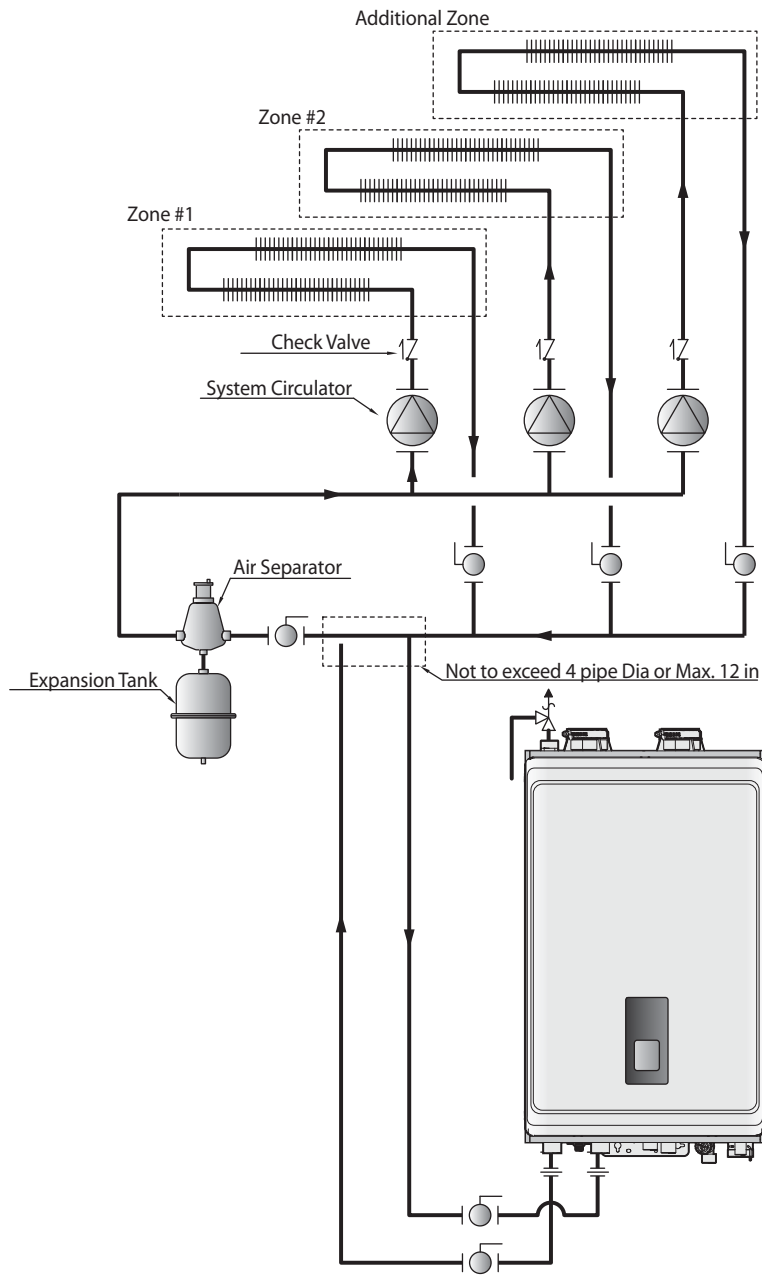 Additional Zone
Zone #2
Zone #1
Check Valve
System Circulator
Air Separator
Expansion Tank
Not to exceed 4 pipe Dia or Max. 12 in